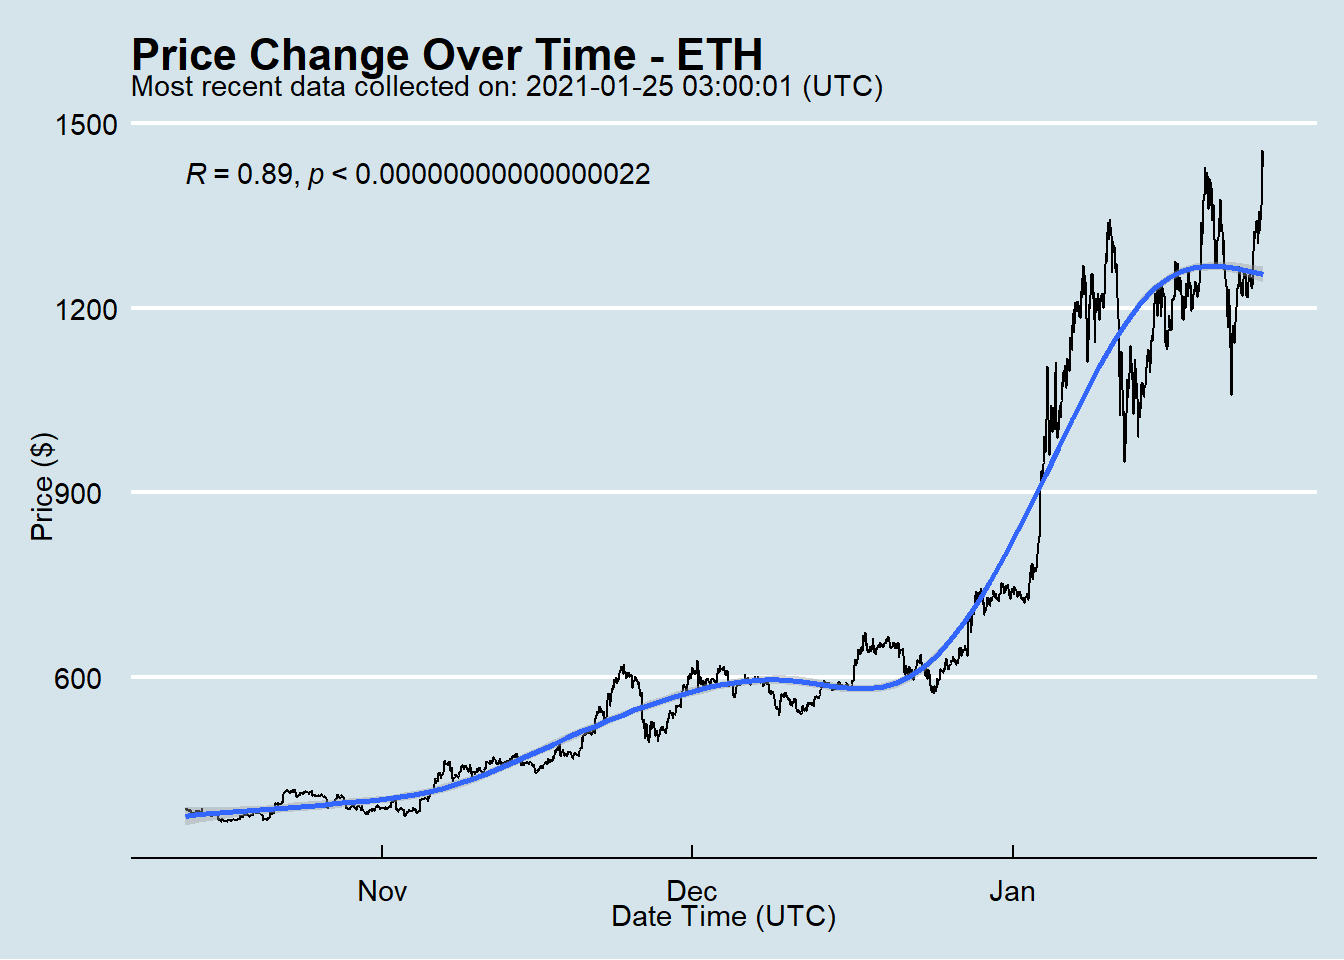 Price Change Over Time - ETH
Most recent data collected on: 2021-01-25 03:00:01 (UTC)
1500
R = 0.89, p < 0.00000000000000022
1200
900
600
Price ($)
Nov
Dec
Jan
Date Time (UTC)